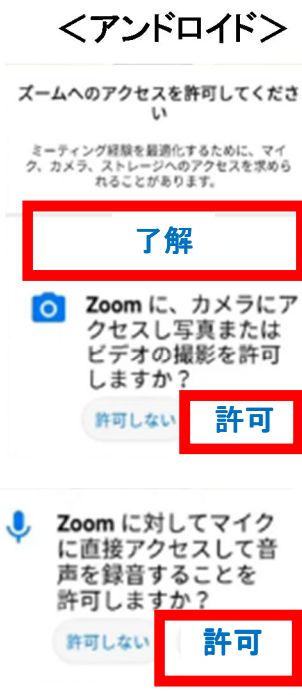 ＜アンドロイド＞
ズームへのアクセスを許可してくださ
い
ミーティング経験を最適化するために、マイ
ク、カメラ、ストレージへのアクセスを求めら
れることがあります。
了解
Zoom に、カメラにア
クセスし写真または
ビデオの撮影を許可
しますか？
許可しない 許可
Zoom に対してマイク
に直接アクセスして音
声を録音することを
許可しますか？
許可しない 許可